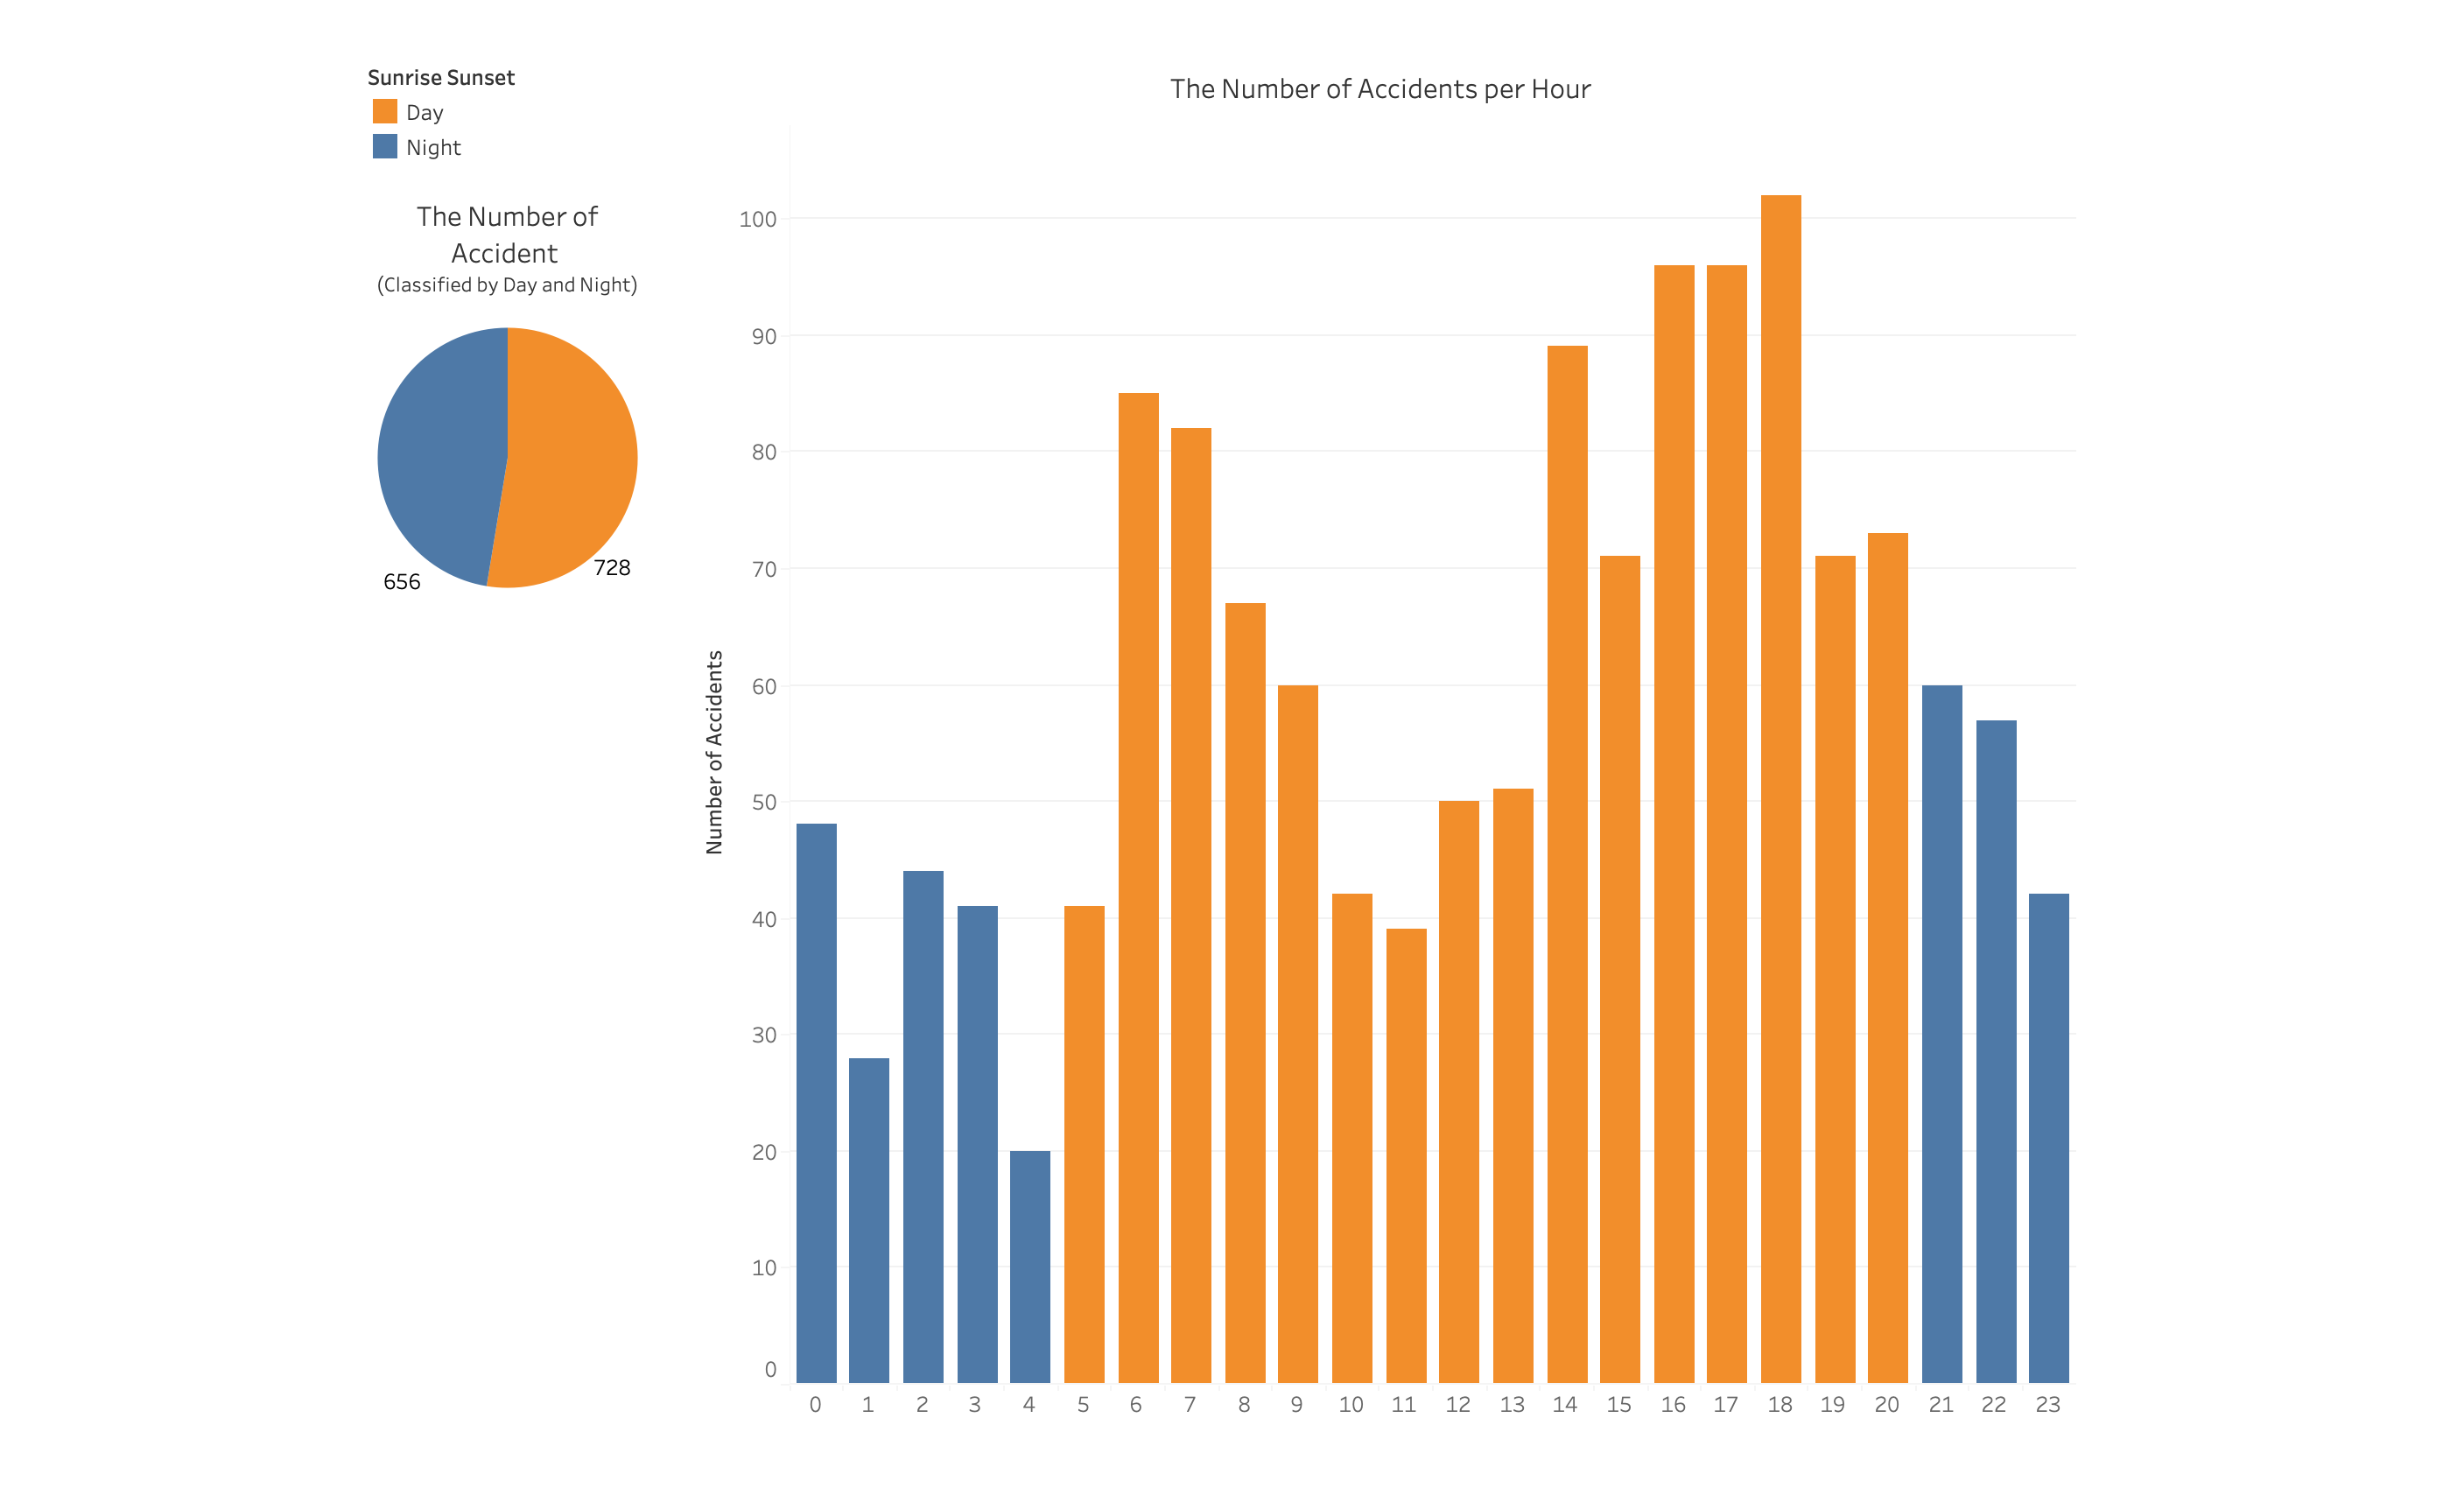 Sunrise Sunset
Day
Night
The Number of
Accident
(Classified by Day and Night)
656
728
The Number of Accidents per Hour
Number of Accidents
100
90
80
70
60
50
40
30
20
10
0
0 1 2 3 4 5 6 7 8 9 10 11 12 13 14 15 16 17 18 19 20 21 22 23